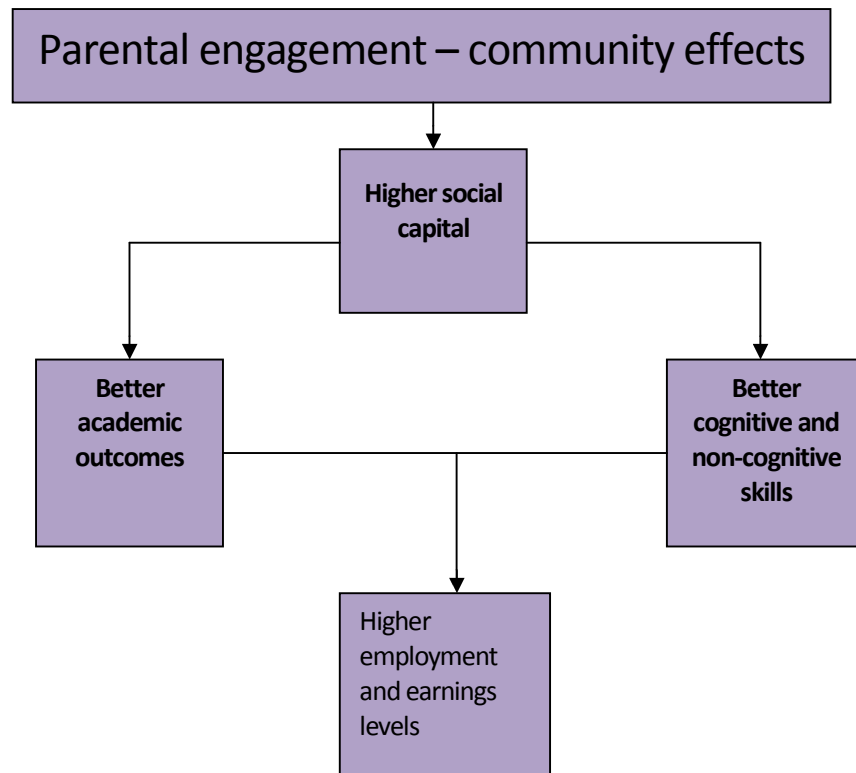 Parental engagement – community effects
Higher social
capital
Better
academic
outcomes
Better
cognitive and
non-cognitive
skills
Higher
employment
and earnings
levels